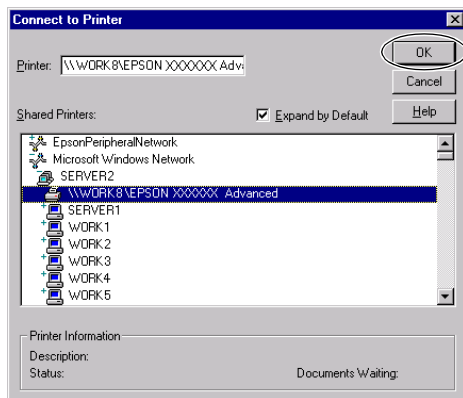 Connect to Printer
Printer: \\WORK8\EPSON XXXXXX Adv
OK
Cancel
Shared Printers:
Expand by Default
Help
EpsonPeripheralNetwork
Microsoft Windows Network
SERVER2
\\WORK8\EPSON XXXXXX Advanced
SERVER1
WORK1
WORK2
WORK3
WORK4
WORK5
Printer Information
Description:
Status:
Documents Waiting: